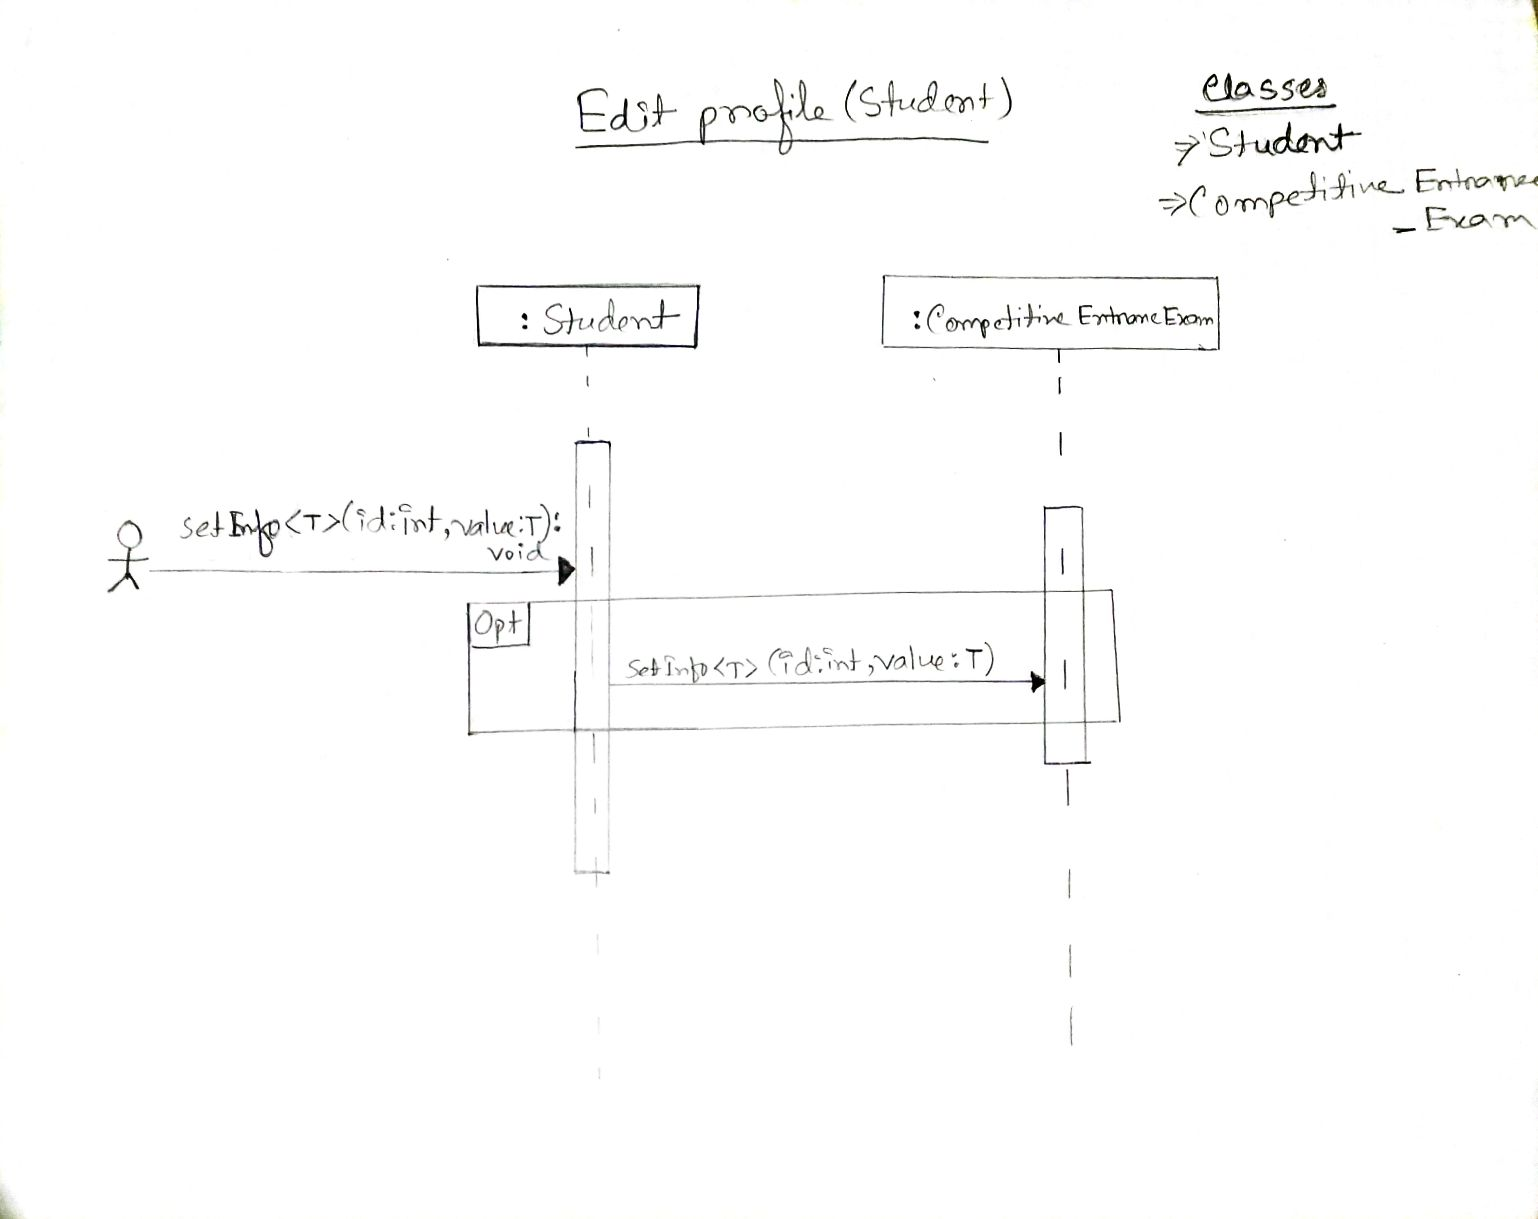 Edit profile (Student)
Classes
⇒ Student
⇒ Competitive Entrance
- Exam
: Student
: Competitive Entrance Exam
setInfo<T>(id:int, value:T):
void
Opt
setInfo<T>(id:int, value:T)